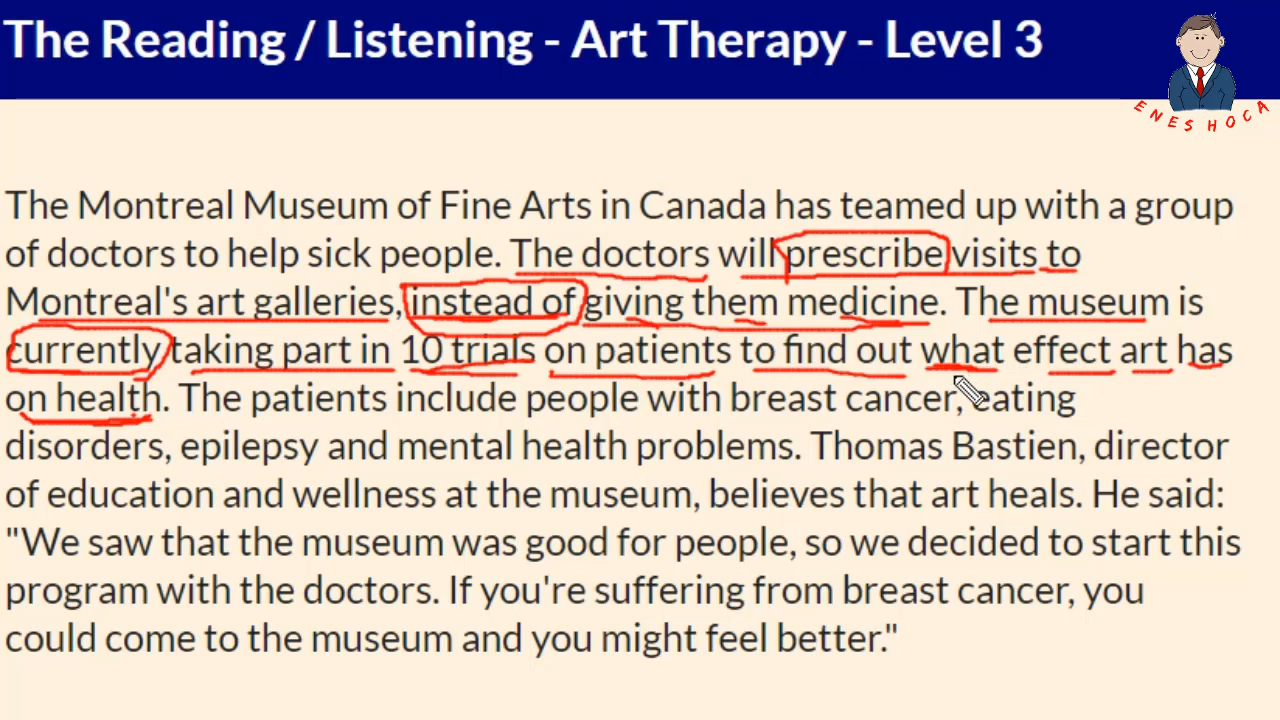 The Reading / Listening - Art Therapy - Level 3
ENES HOCA
The Montreal Museum of Fine Arts in Canada has teamed up with a group
of doctors to help sick people. The doctors will prescribe visits to
Montreal's art galleries, instead of giving them medicine. The museum is
currently taking part in 10 trials on patients to find out what effect art has
on health. The patients include people with breast cancer, eating
disorders, epilepsy and mental health problems. Thomas Bastien, director
of education and wellness at the museum, believes that art heals. He said:
"We saw that the museum was good for people, so we decided to start this
program with the doctors. If you're suffering from breast cancer, you
could come to the museum and you might feel better."